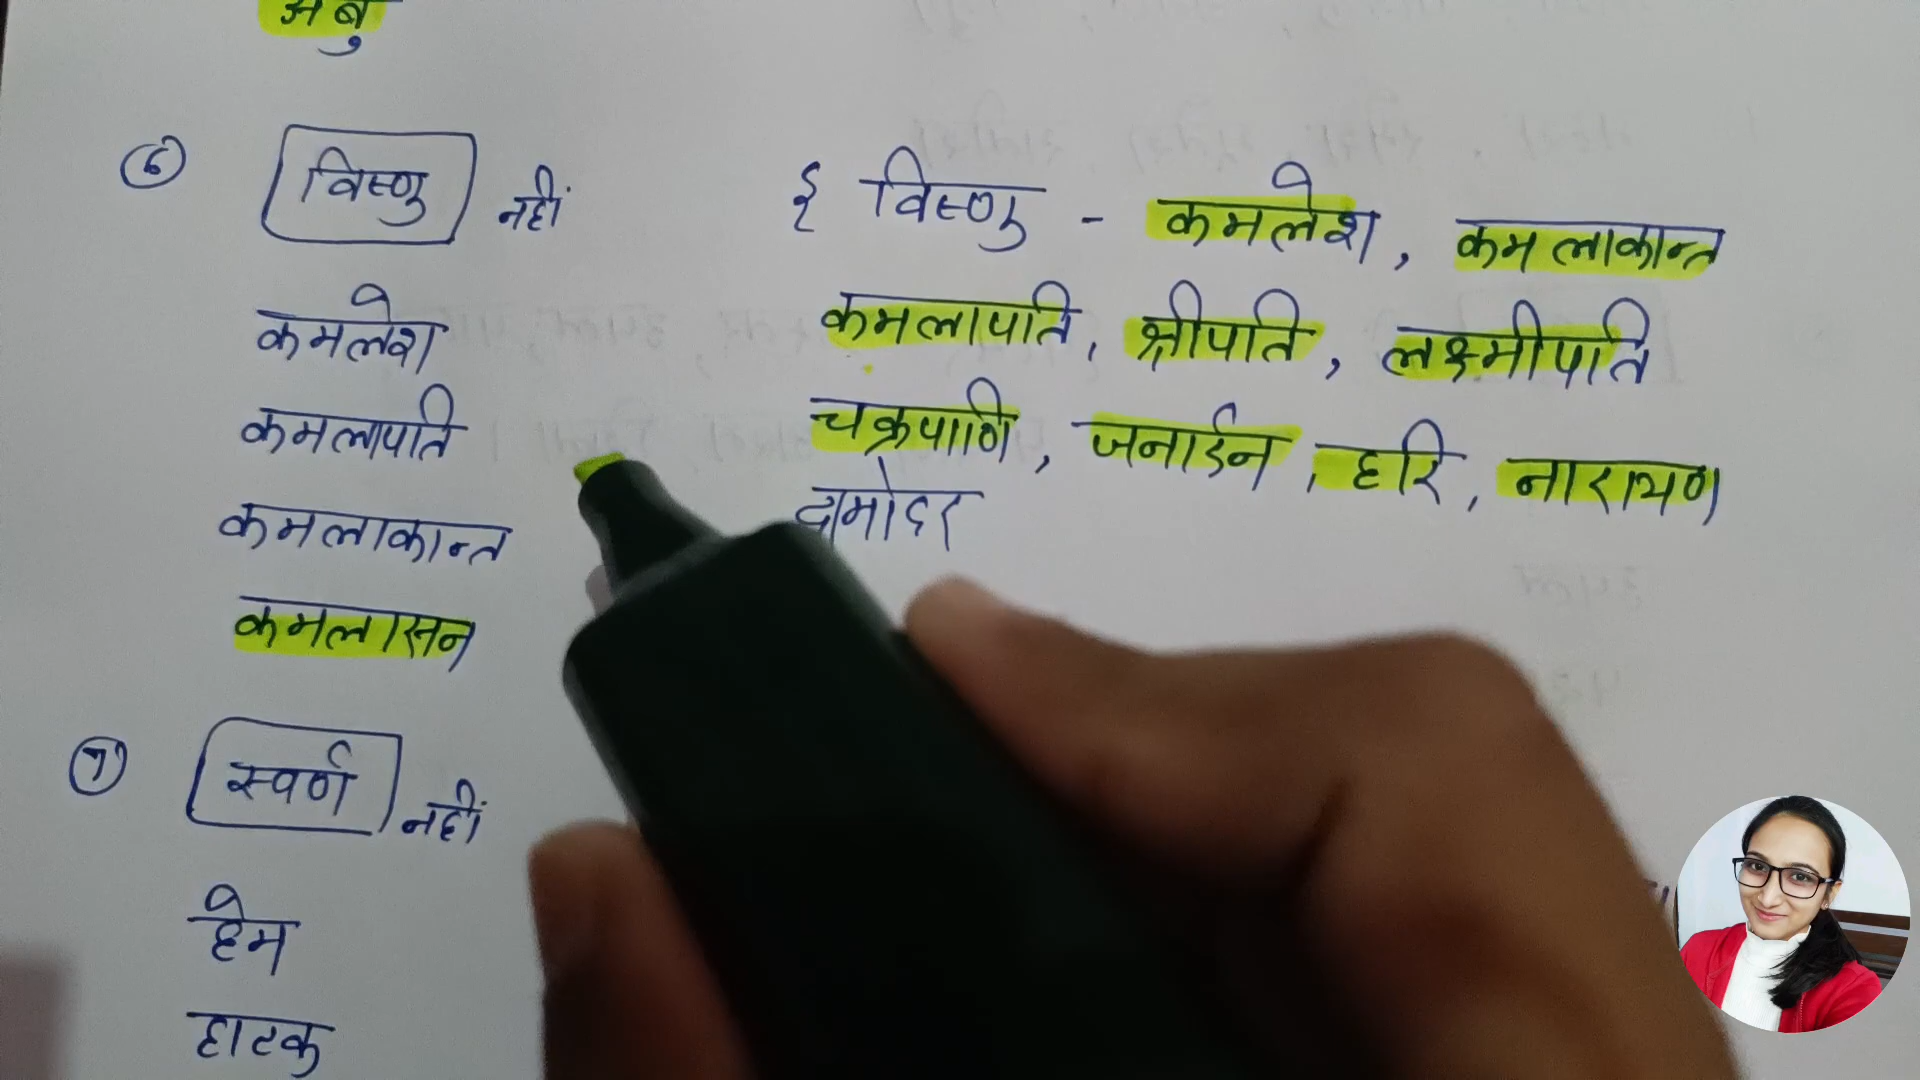 अंबु
⑥ विष्णु नहीं
कमलेश
कमलापति
कमलाकान्त
कमलासन
⑦ स्वर्ण नहीं
हेम
हाटक
विष्णु - कमलेश, कमलाकान्त
कमलापति, श्रीपति, लक्ष्मीपति
चक्रपाणि, जनार्दन, हरि, नारायण
दामोदर